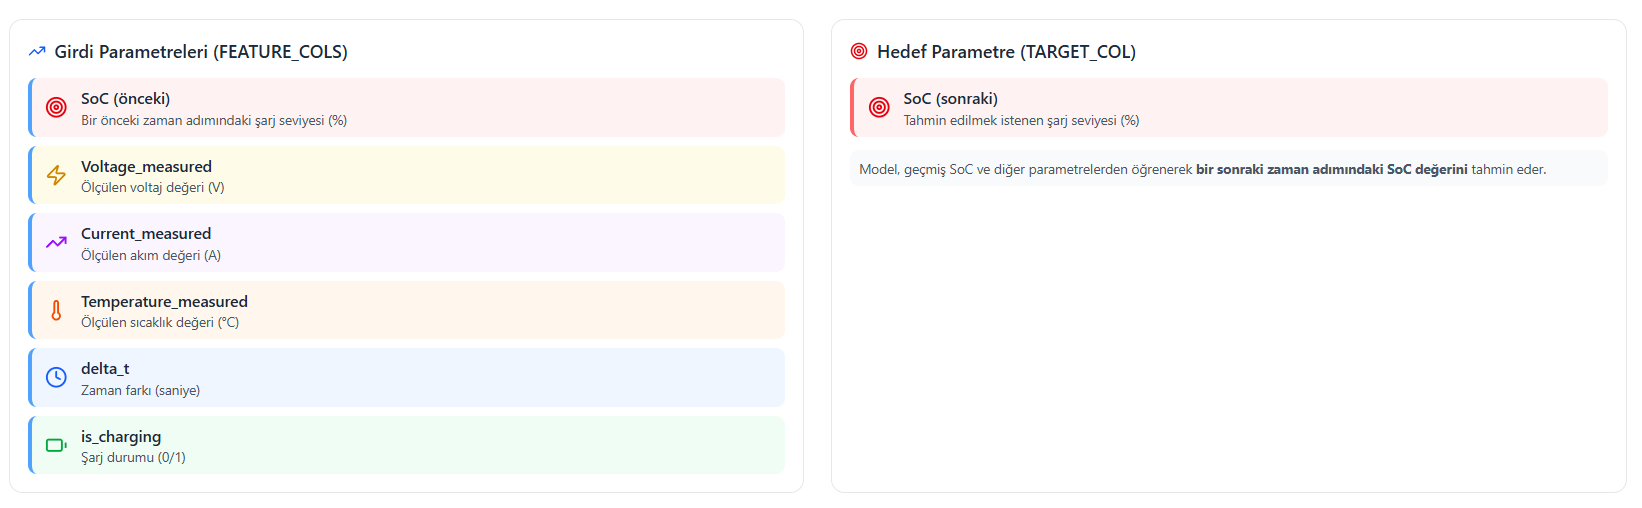 Girdi Parametreleri (FEATURE_COLS)
SoC (önceki)
Bir önceki zaman adımındaki şarj seviyesi (%)
Voltage_measured
Ölçülen voltaj değeri (V)
Current_measured
Ölçülen akım değeri (A)
Temperature_measured
Ölçülen sıcaklık değeri (°C)
delta_t
Zaman farkı (saniye)
is_charging
Şarj durumu (0/1)
Hedef Parametre (TARGET_COL)
SoC (sonraki)
Tahmin edilmek istenen şarj seviyesi (%)
Model, geçmiş SoC ve diğer parametrelerden öğrenerek bir sonraki zaman adımındaki SoC değerini tahmin eder.